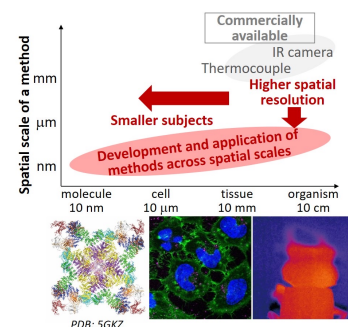 Commercially
available
IR camera
Thermocouple
Higher spatial
resolution
Smaller subjects
Development and application of
methods across spatial scales
Spatial scale of a method
mm
μm
nm
molecule cell tissue organism
10 nm 10 μm 10 mm 10 cm
PDB: 5GKZ